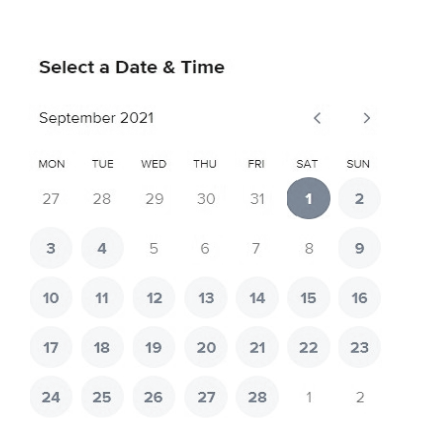 Select a Date & Time
September 2021
MON TUE WED THU FRI SAT SUN
27 28 29 30 31 1 2
3 4 5 6 7 8 9
10 11 12 13 14 15 16
17 18 19 20 21 22 23
24 25 26 27 28 1 2